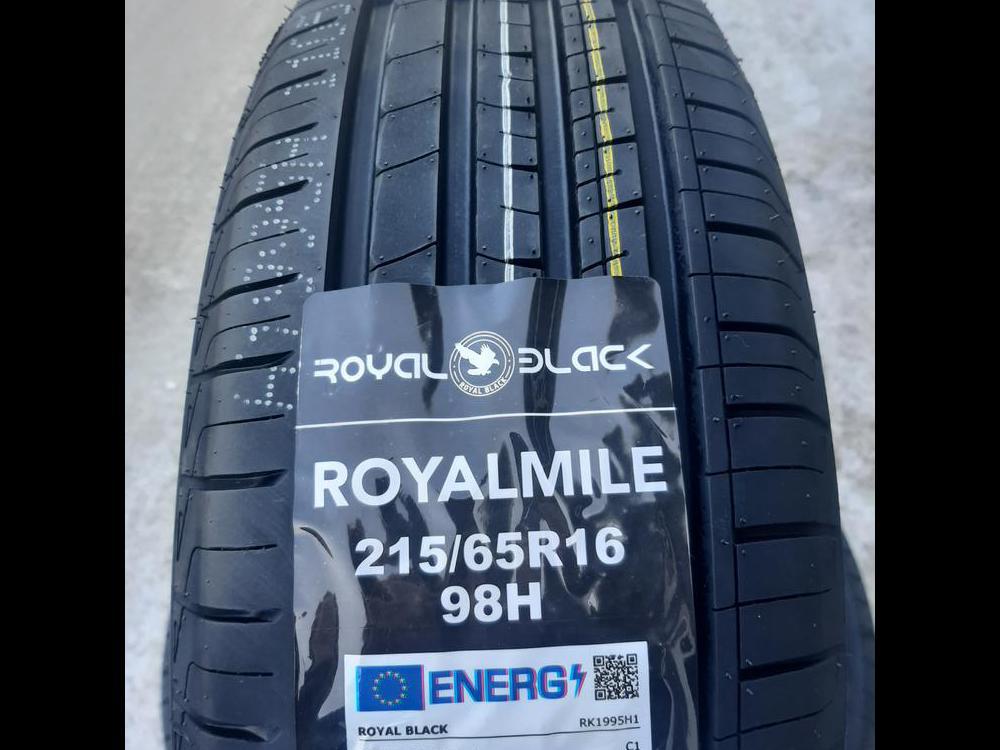 ROYAL BLACK
ROYAL BLACK
ROYALMILE
215/65R16
98H
ENERG
ROYAL BLACK RK1995H1
C1